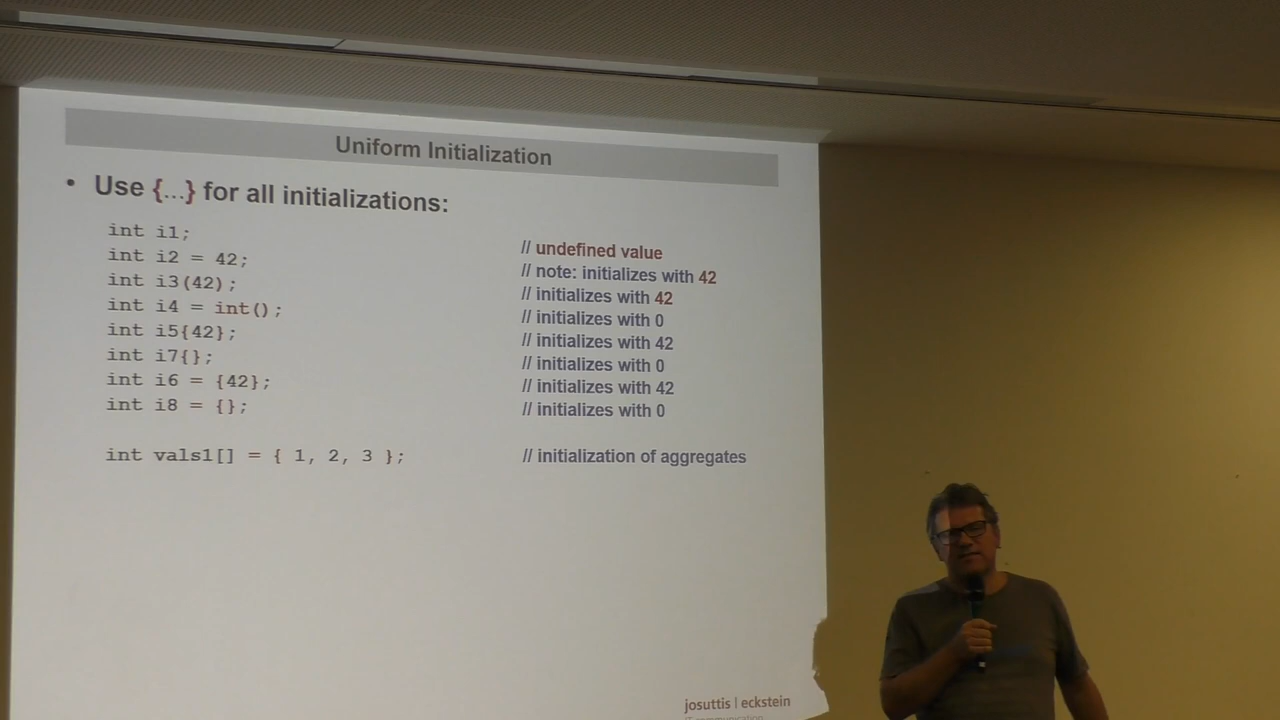 Uniform Initialization
• Use {...} for all initializations:
int i1; // undefined value
int i2 = 42; // note: initializes with 42
int i3(42); // initializes with 42
int i4 = int(); // initializes with 0
int i5{42}; // initializes with 42
int i7{}; // initializes with 0
int i6 = {42}; // initializes with 42
int i8 = {}; // initializes with 0
int vals1[] = { 1, 2, 3 }; // initialization of aggregates
josuttis | eckstein
IT communication